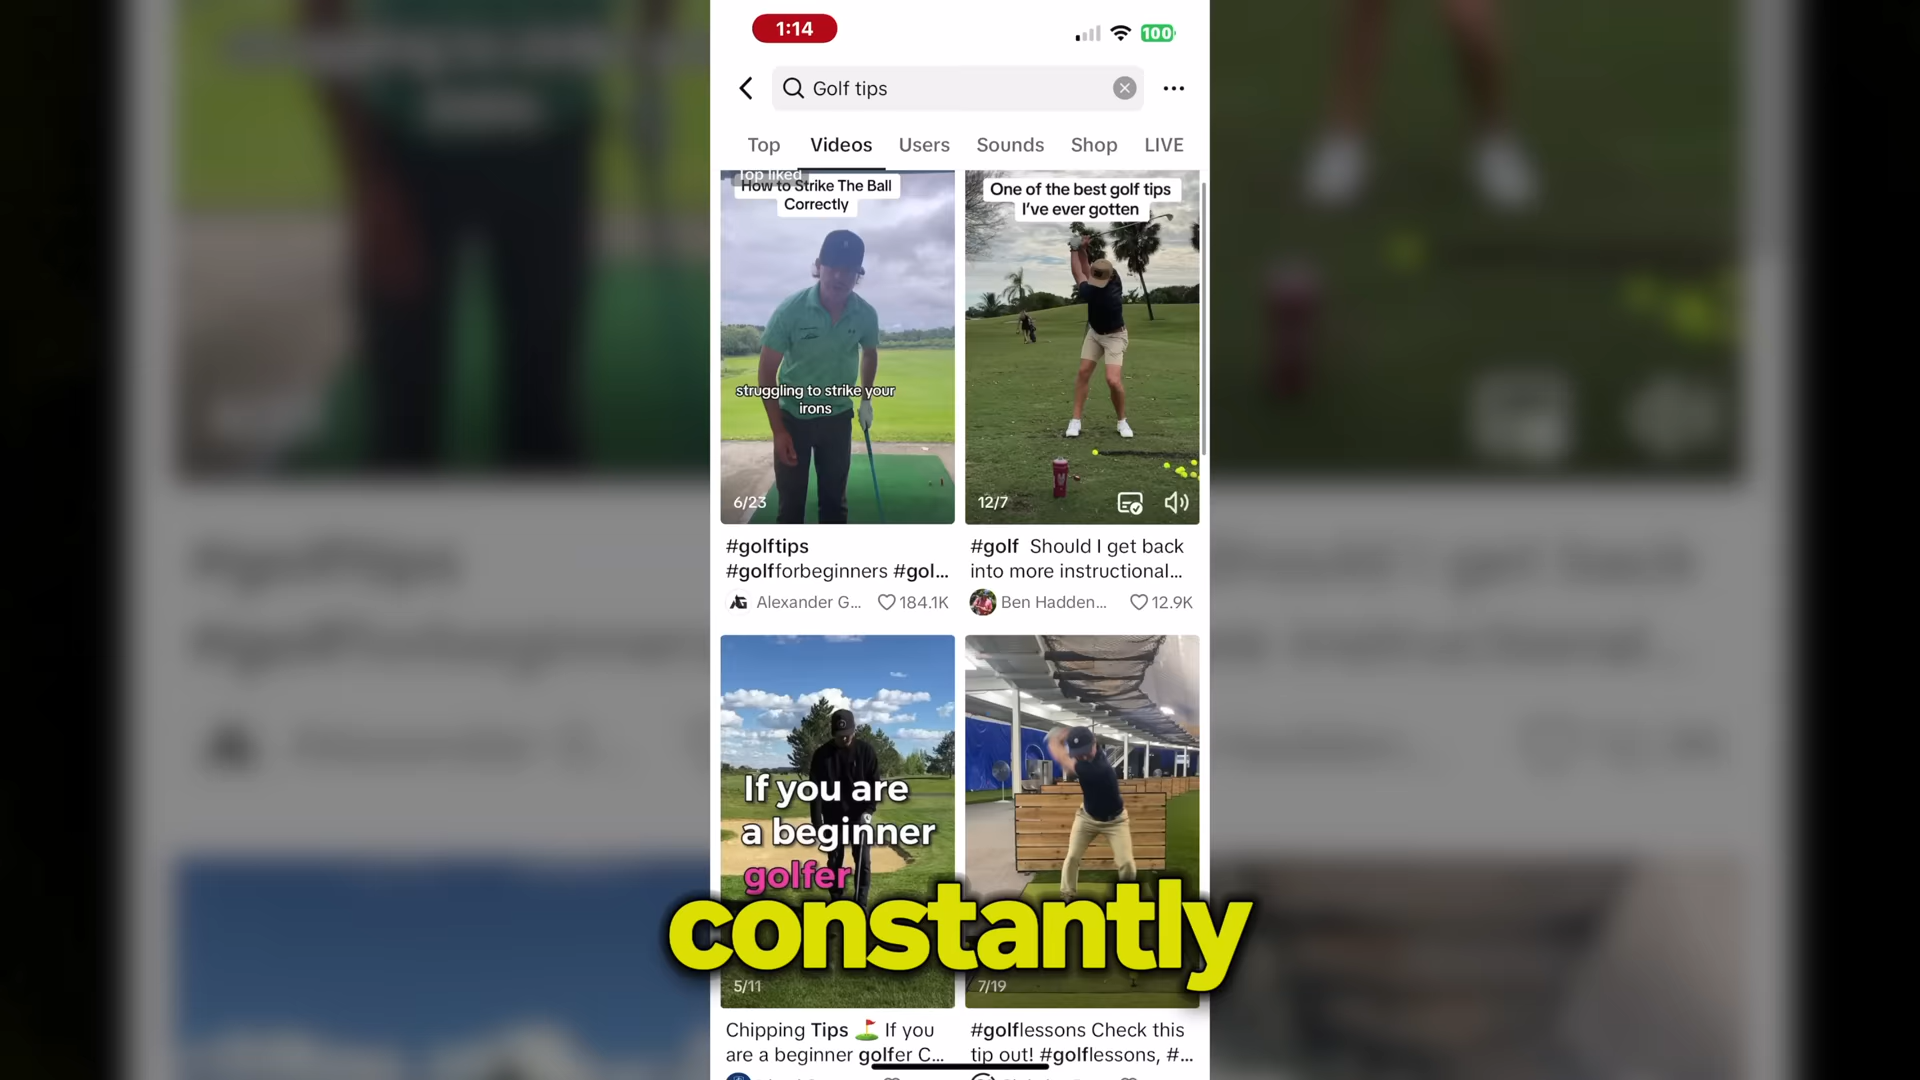 1:14
100
Golf tips
Top Videos Users Sounds Shop LIVE
Top liked
How to Strike The Ball
Correctly
struggling to strike your
irons
6/23
#golftips
#golfforbeginners #gol...
Alexander G... 184.1K
One of the best golf tips
I've ever gotten
12/7
#golf Should I get back
into more instructional...
Ben Hadden... 12.9K
If you are
a beginner
golfer
5/11
Chipping Tips ⛳ If you
are a beginner golfer C...
7/19
#golflessons Check this
tip out! #golflessons, #...
constantly